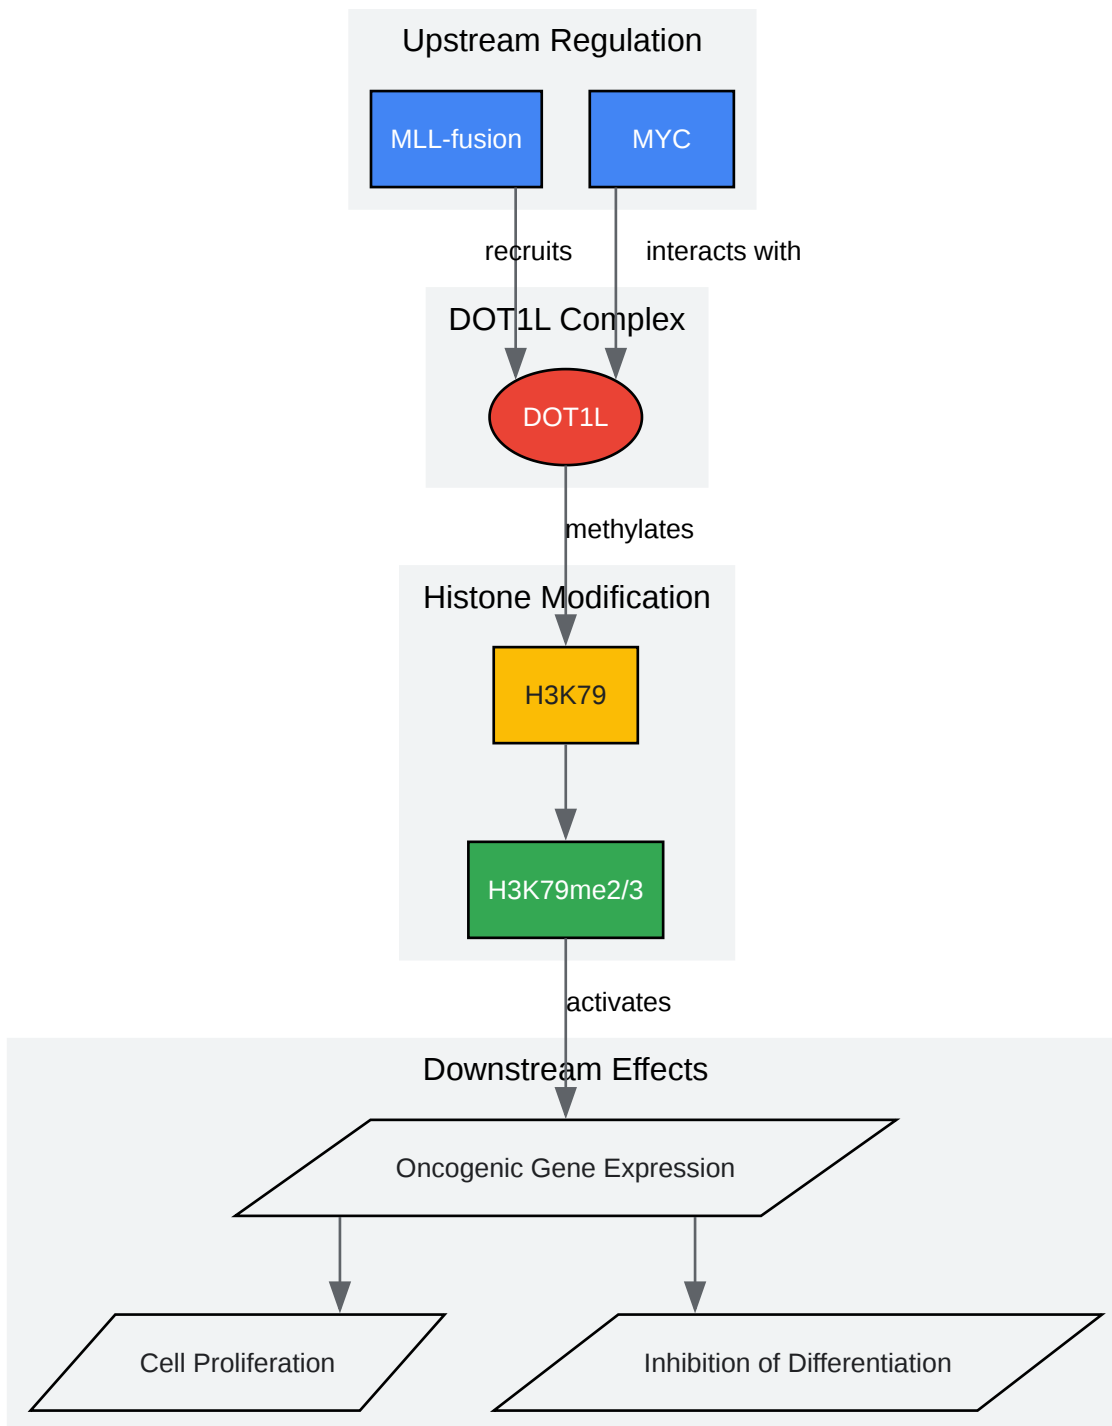 Upstream Regulation
MLL-fusion
MYC
recruits
interacts with
DOT1L Complex
DOT1L
methylates
Histone Modification
H3K79
H3K79me2/3
activates
Downstream Effects
Oncogenic Gene Expression
Cell Proliferation
Inhibition of Differentiation